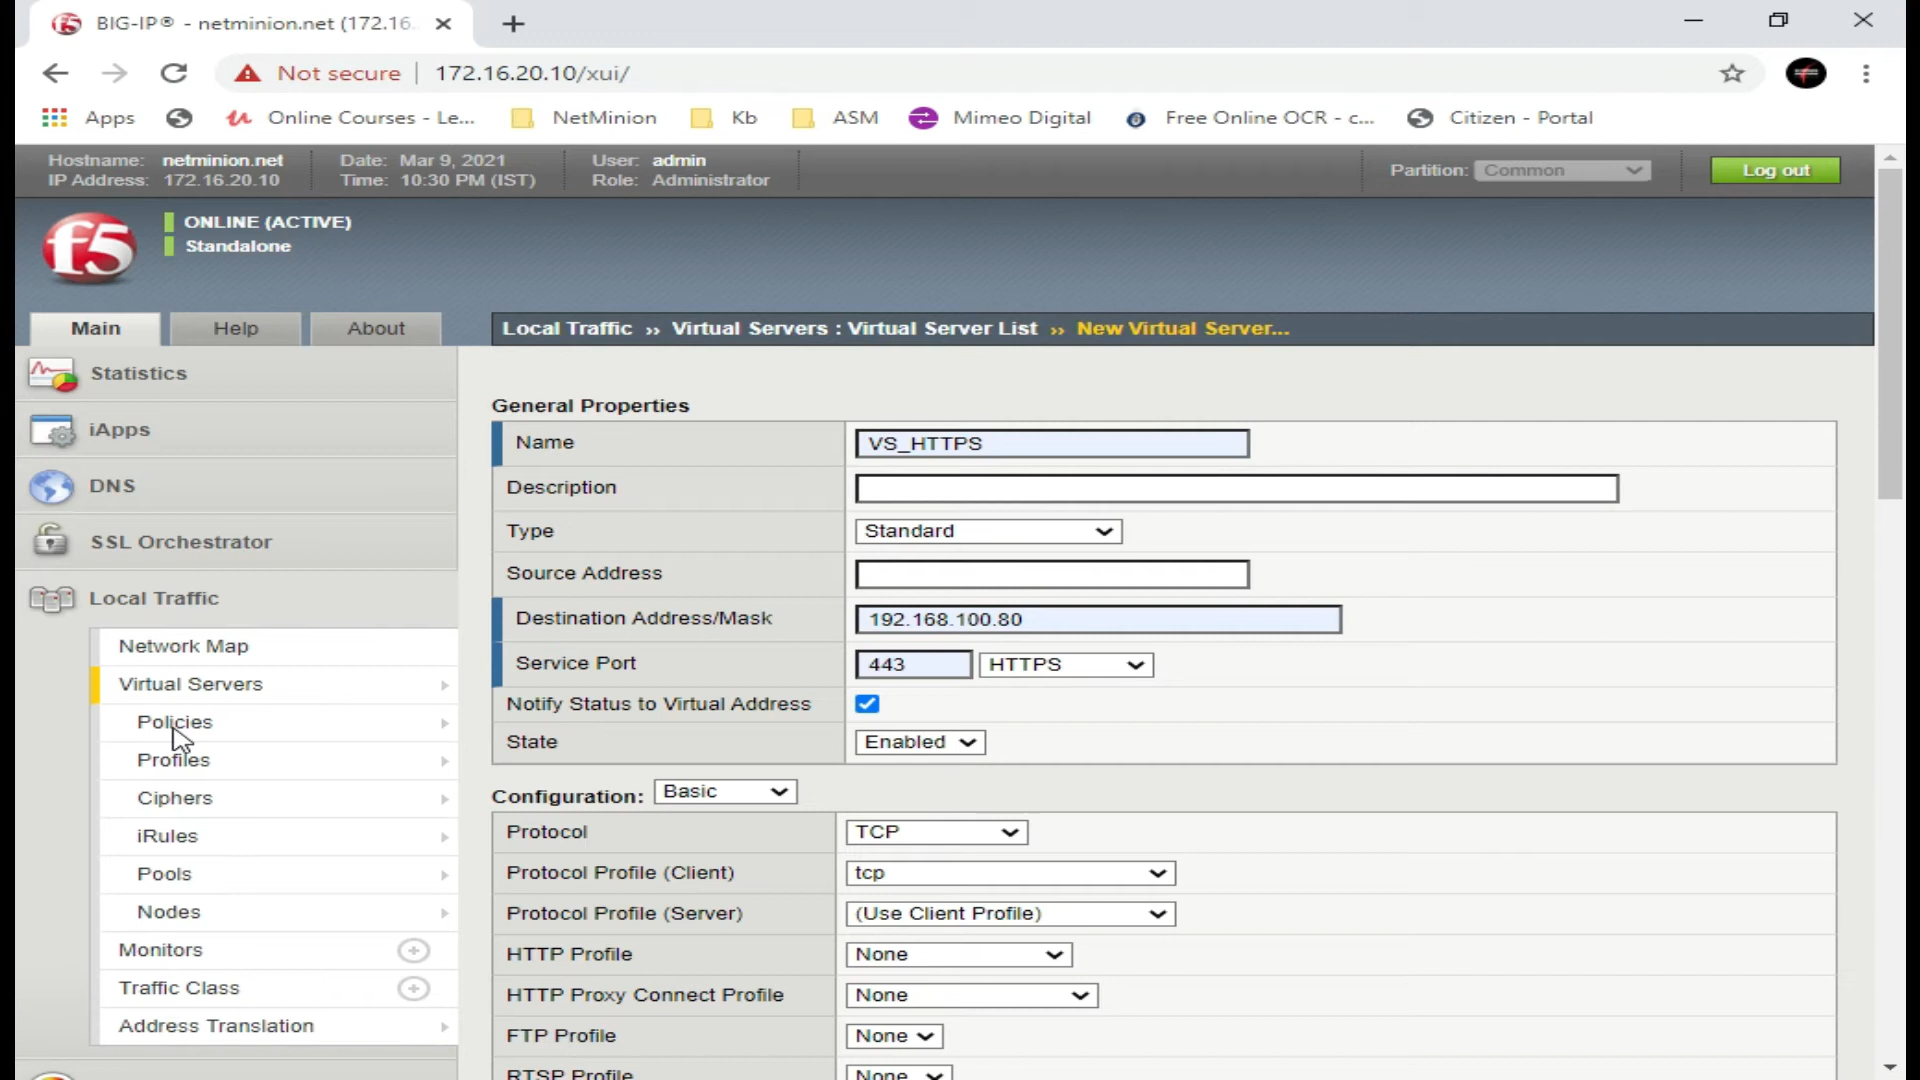 BIG-IP® - netminion.net (172.16.
Not secure
172.16.20.10/xui/
Apps
Online Courses - Le...
NetMinion
Kb
ASM
Mimeo Digital
Free Online OCR - c...
Citizen - Portal
Hostname: netminion.net
IP Address: 172.16.20.10
Date: Mar 9, 2021
Time: 10:30 PM (IST)
User: admin
Role: Administrator
Partition: Common
Log out
f5
ONLINE (ACTIVE)
Standalone
Main
Help
About
Local Traffic ›› Virtual Servers : Virtual Server List ›› New Virtual Server...
Statistics
iApps
DNS
SSL Orchestrator
Local Traffic
Network Map
Virtual Servers
Policies
Profiles
Ciphers
iRules
Pools
Nodes
Monitors
Traffic Class
Address Translation
General Properties
Name VS_HTTPS
Description
Type Standard
Source Address
Destination Address/Mask 192.168.100.80
Service Port 443 HTTPS
Notify Status to Virtual Address
State Enabled
Configuration: Basic
Protocol TCP
Protocol Profile (Client) tcp
Protocol Profile (Server) (Use Client Profile)
HTTP Profile None
HTTP Proxy Connect Profile None
FTP Profile None
RTSP Profile None